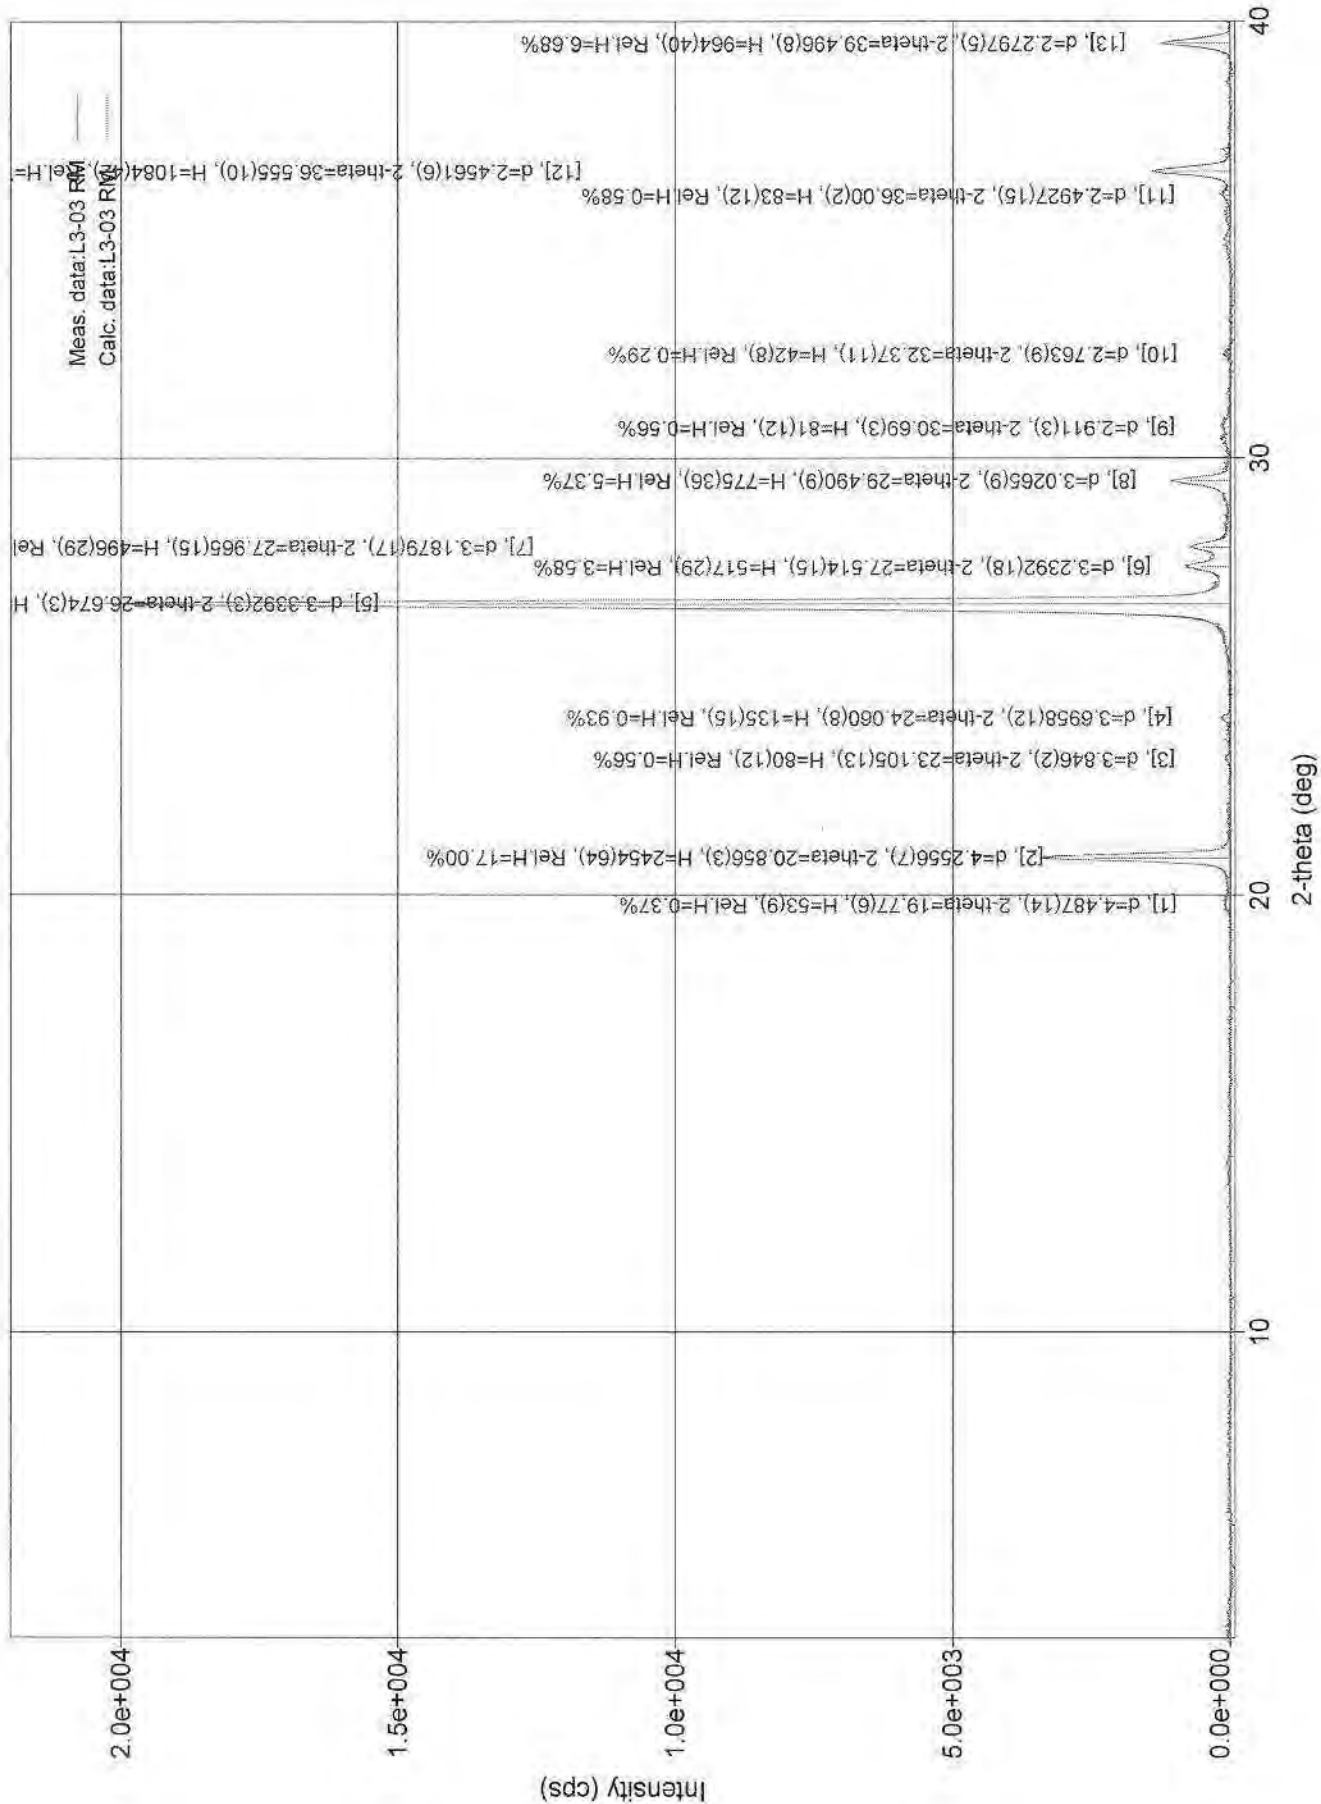 Meas. data:L3-03 RM
Calc. data:L3-03 RM
[1], d=4.487(14), 2-theta=19.77(6), H=53(9), Rel.H=0.37%
[2], d=4.2556(7), 2-theta=20.856(3), H=2454(64), Rel.H=17.00%
[3], d=3.846(2), 2-theta=23.105(13), H=80(12), Rel.H=0.56%
[4], d=3.6958(12), 2-theta=24.060(8), H=135(15), Rel.H=0.93%
[5], d=3.3392(3), 2-theta=26.674(3), H
[6], d=3.2392(18), 2-theta=27.514(15), H=517(29), Rel.H=3.58%
[7], d=3.1879(17), 2-theta=27.965(15), H=496(29), Rel
[8], d=3.0265(9), 2-theta=29.490(9), H=775(36), Rel.H=5.37%
[9], d=2.911(3), 2-theta=30.69(3), H=81(12), Rel.H=0.56%
[10], d=2.763(9), 2-theta=32.37(11), H=42(8), Rel.H=0.29%
[11], d=2.4927(15), 2-theta=36.00(2), H=83(12), Rel.H=0.58%
[12], d=2.4561(6), 2-theta=36.555(10), H=1084(44), Rel.H=
[13], d=2.2797(5), 2-theta=39.496(8), H=964(40), Rel.H=6.68%
2.0e+004
1.5e+004
1.0e+004
5.0e+003
0.0e+000
Intensity (cps)
10
20
30
40
2-theta (deg)